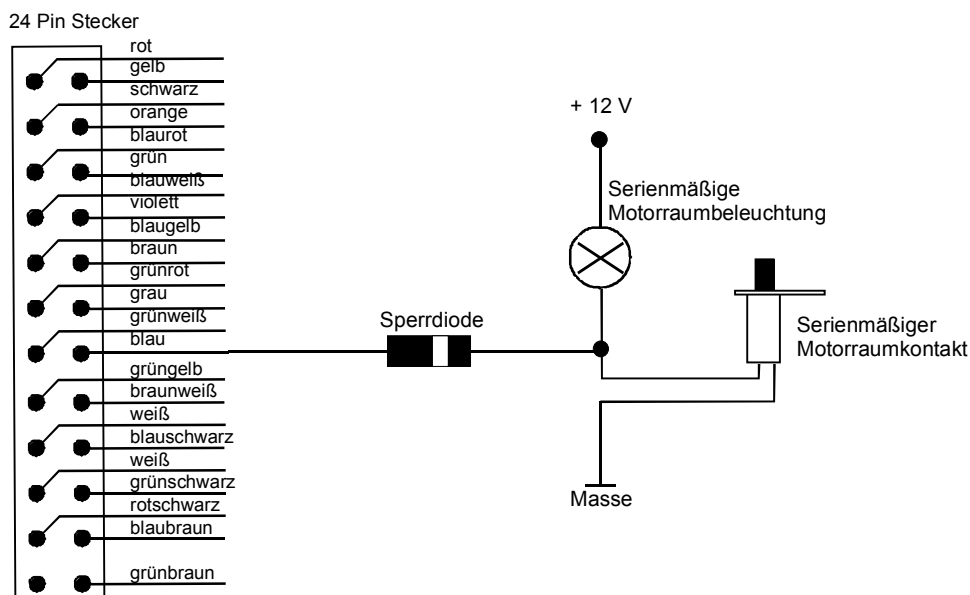 24 Pin Stecker
rot
gelb
schwarz
orange
blaurot
grün
blauweiß
violett
blaugelb
braun
grünrot
grau
grünweiß
blau
grüngelb
braunweiß
weiß
blauschwarz
weiß
grünschwarz
rotschwarz
blaubraun
grünbraun
Sperrdiode
+ 12 V
Serienmäßige
Motorraumbeleuchtung
Serienmäßiger
Motorraumkontakt
Masse